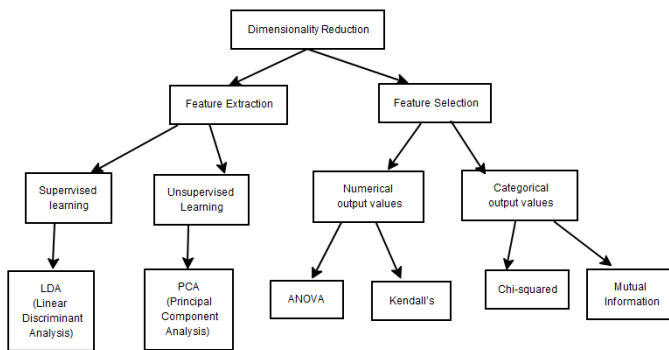 Dimensionality Reduction
Feature Extraction
Feature Selection
Superrvised
learning
Unsupervised
Learning
Numerical
output values
Categorical
output values
LDA
(Linear
Discriminant
Analysis)
PCA
(Principal
Component
Analysis)
ANOVA
Kendall's
Chi-squared
Mutual
Information